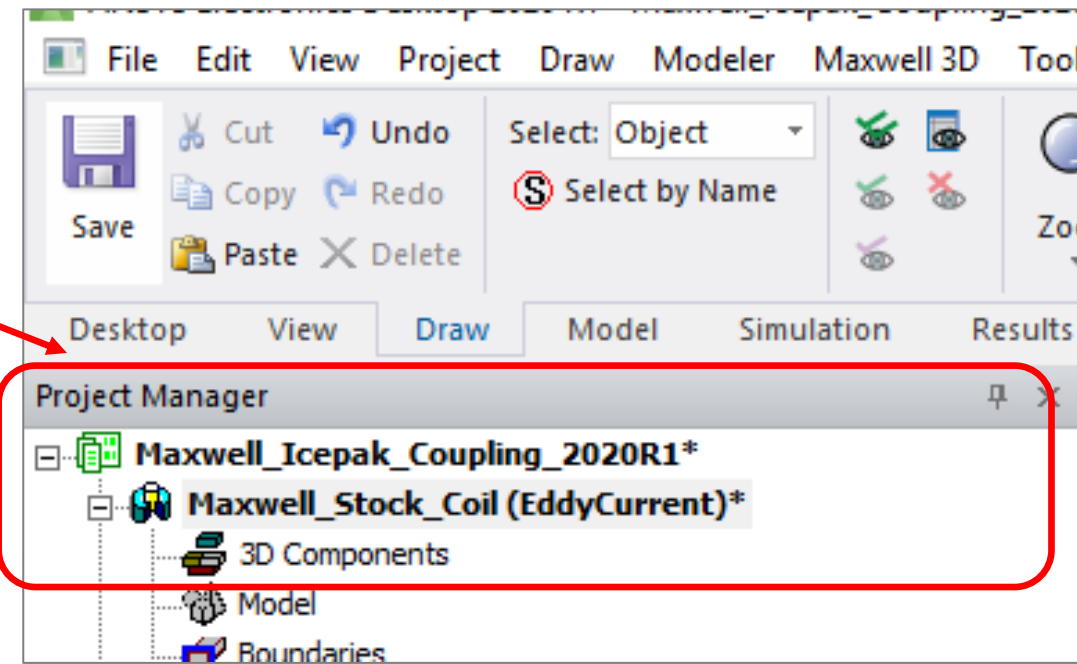 File Edit View Project Draw Modeler Maxwell 3D
Cut Undo Select: Object
Copy Redo S Select by Name
Save
Paste Delete
Desktop View Draw Model Simulation Results
Project Manager
Maxwell_Icepak_Coupling_2020R1*
Maxwell_Stock_Coil (EddyCurrent)*
3D Components
Model
Boundaries